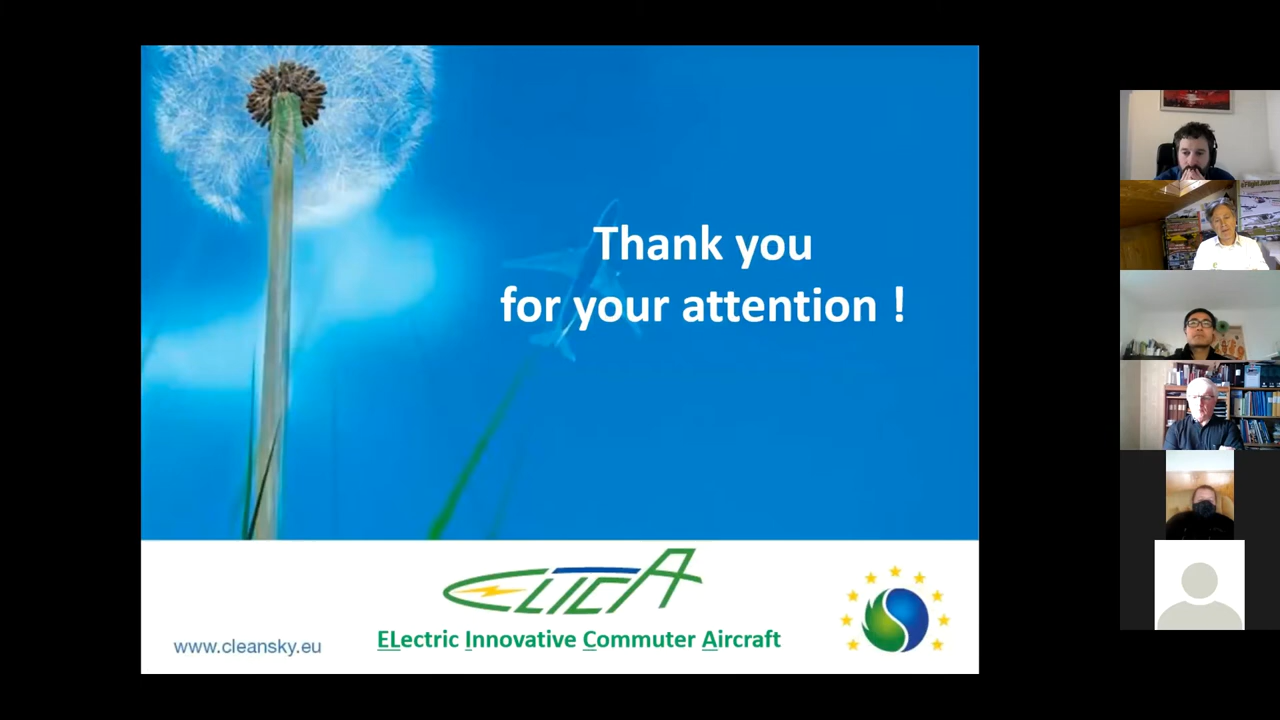 Thank you
for your attention !
ELICA
ELectric Innovative Commuter Aircraft
www.cleansky.eu